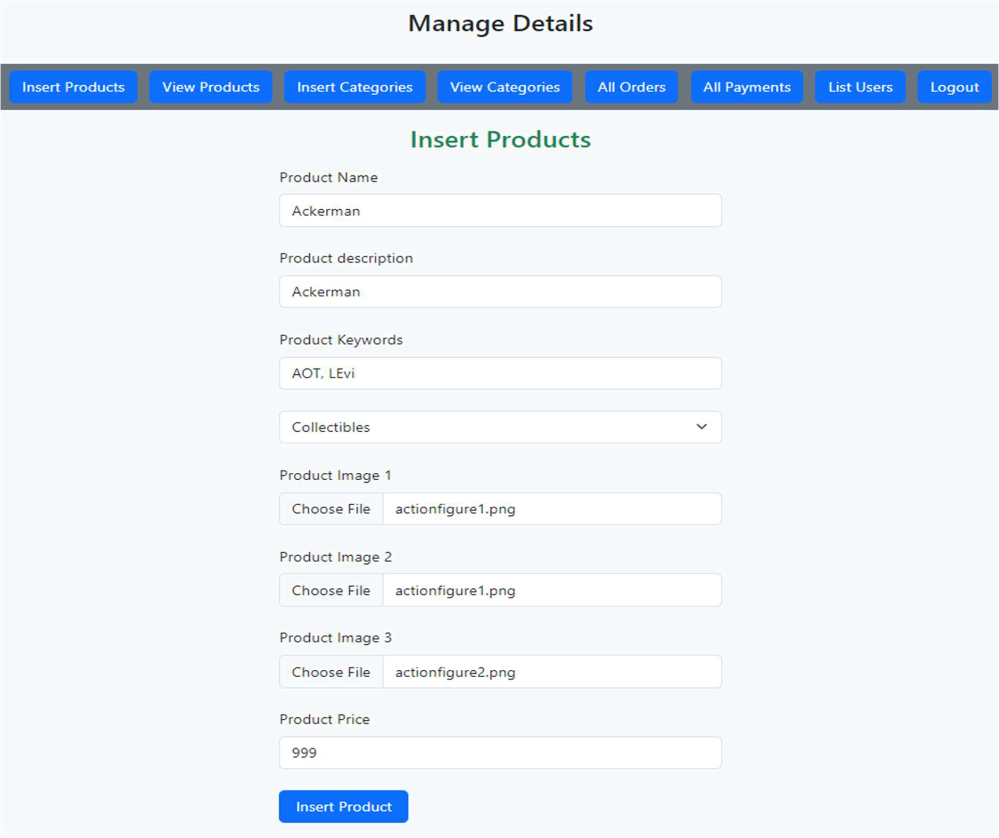 Manage Details
Insert Products View Products Insert Categories View Categories All Orders All Payments List Users Logout
Insert Products
Product Name
Ackerman
Product description
Ackerman
Product Keywords
AOT, LEvi
Collectibles
Product Image 1
Choose File actionfigure1.png
Product Image 2
Choose File actionfigure1.png
Product Image 3
Choose File actionfigure2.png
Product Price
999
Insert Product